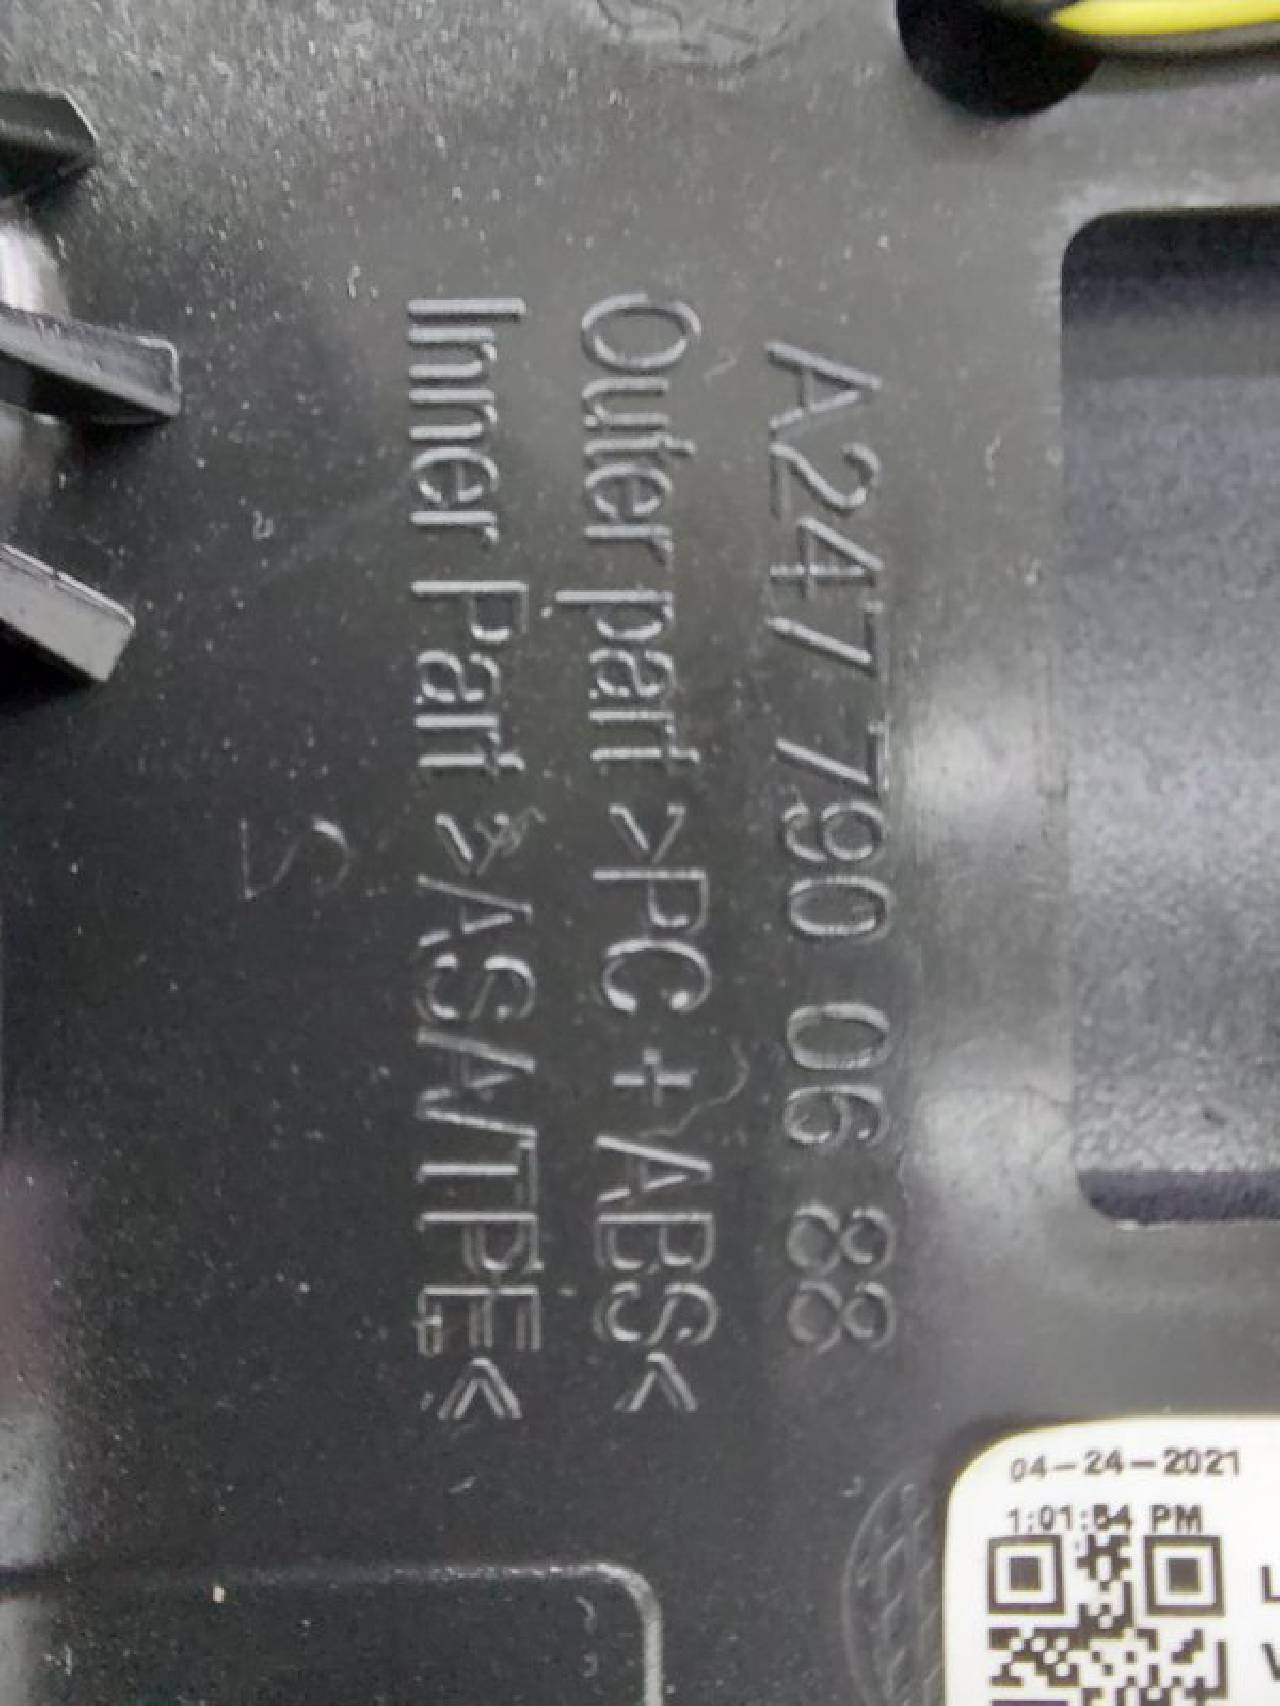 A247 790 06 88
Outer part >PC + ABS<
Inner Part >ASA/TPE<
04-24-2021
1:01:54 PM